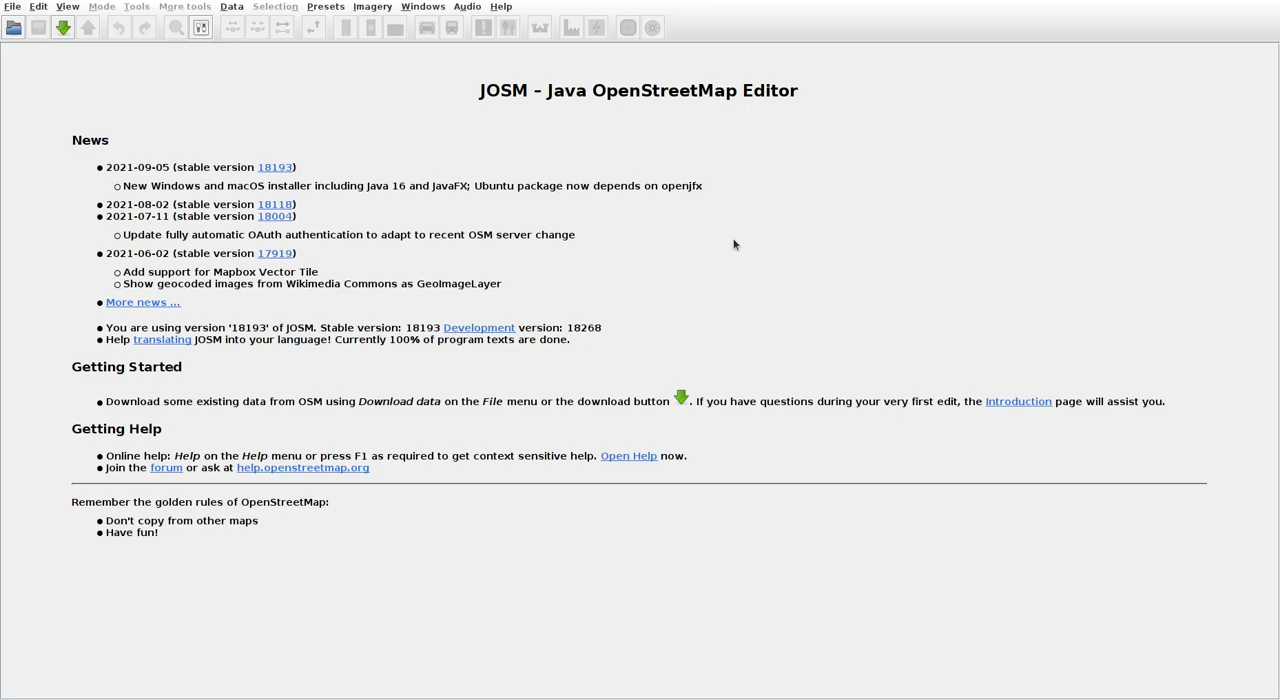 File Edit View Mode Tools More tools Data Selection Presets Imagery Windows Audio Help
JOSM – Java OpenStreetMap Editor
News
2021-09-05 (stable version 18193)
New Windows and macOS installer including Java 16 and JavaFX; Ubuntu package now depends on openjfx
2021-08-02 (stable version 18118)
2021-07-11 (stable version 18004)
Update fully automatic OAuth authentication to adapt to recent OSM server change
2021-06-02 (stable version 17919)
Add support for Mapbox Vector Tile
Show geocoded images from Wikimedia Commons as GeoImageLayer
More news ...
You are using version '18193' of JOSM. Stable version: 18193 Development version: 18268
Help translating JOSM into your language! Currently 100% of program texts are done.
Getting Started
Download some existing data from OSM using Download data on the File menu or the download button . If you have questions during your very first edit, the Introduction page will assist you.
Getting Help
Online help: Help on the Help menu or press F1 as required to get context sensitive help. Open Help now.
Join the forum or ask at help.openstreetmap.org
Remember the golden rules of OpenStreetMap:
Don't copy from other maps
Have fun!